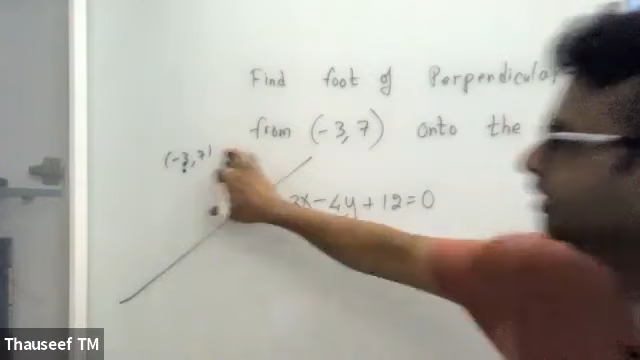 Find foot of Perpendicular
from (-3,7) onto the
(-3,7)
3x-4y+12=0
Thauseef TM